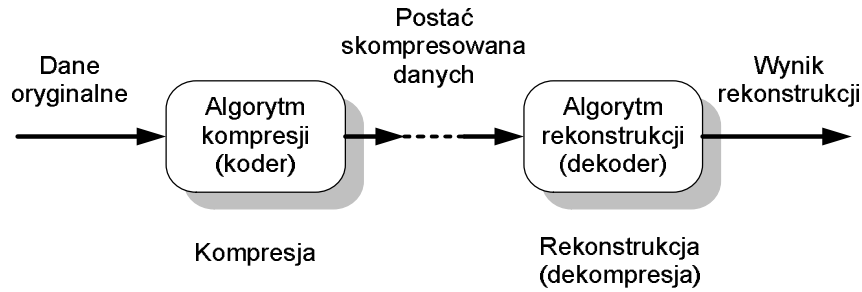 Dane
oryginalne
Algorytm
kompresji
(koder)
Postać
skompresowana
danych
Algorytm
rekonstrukcji
(dekoder)
Wynik
rekonstrukcji
Kompresja
Rekonstrukcja
(dekompresja)